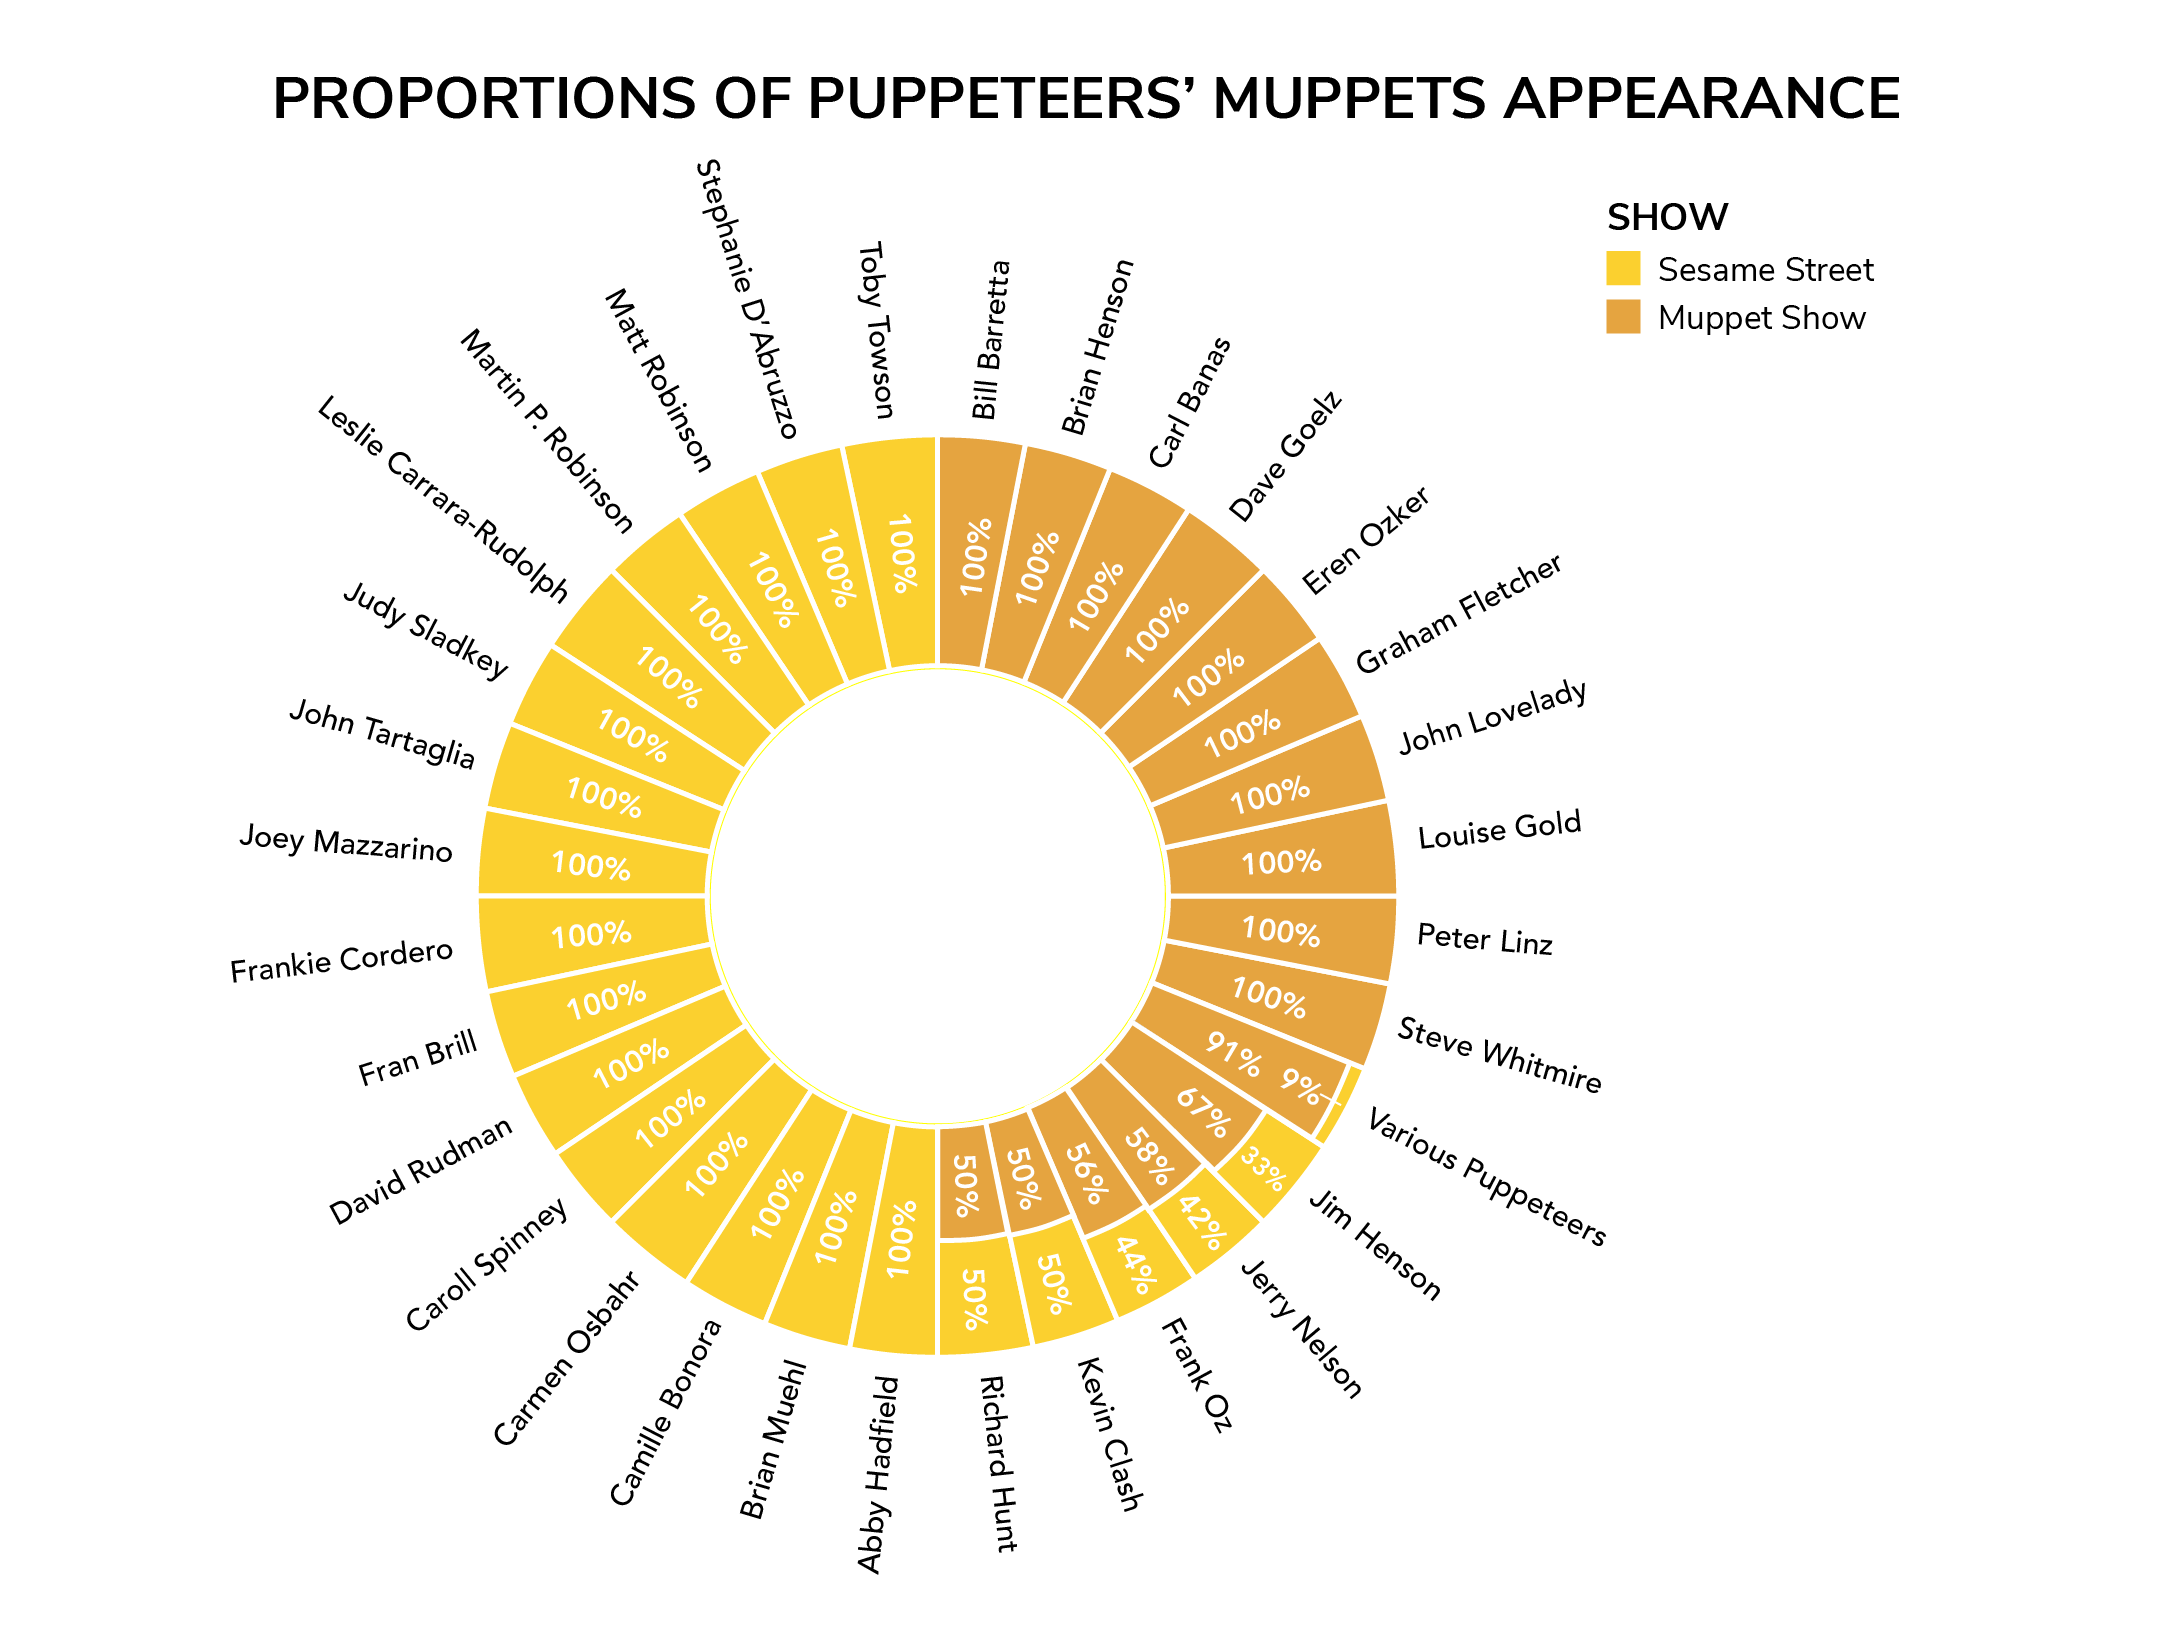 PROPORTIONS OF PUPPETEERS’ MUPPETS APPEARANCE
SHOW
Sesame Street
Muppet Show
Bill Barretta
100%
Brian Henson
100%
Carl Banas
100%
Dave Goelz
100%
Eren Ozker
100%
Graham Fletcher
100%
John Lovelady
100%
Louise Gold
100%
Peter Linz
100%
Steve Whitmire
100%
Various Puppeteers
91%
9%
Jim Henson
67%
33%
Jerry Nelson
58%
42%
Frank Oz
56%
44%
Kevin Clash
50%
50%
Richard Hunt
50%
50%
Abby Hadfield
100%
Brian Muehl
100%
Camille Bonora
100%
Carmen Osbahr
100%
Caroll Spinney
100%
David Rudman
100%
Fran Brill
100%
Frankie Cordero
100%
Joey Mazzarino
100%
John Tartaglia
100%
Judy Sladkey
100%
Leslie Carrara-Rudolph
100%
Martin P. Robinson
100%
Matt Robinson
100%
Stephanie D’Abruzzo
100%
Toby Towson
100%